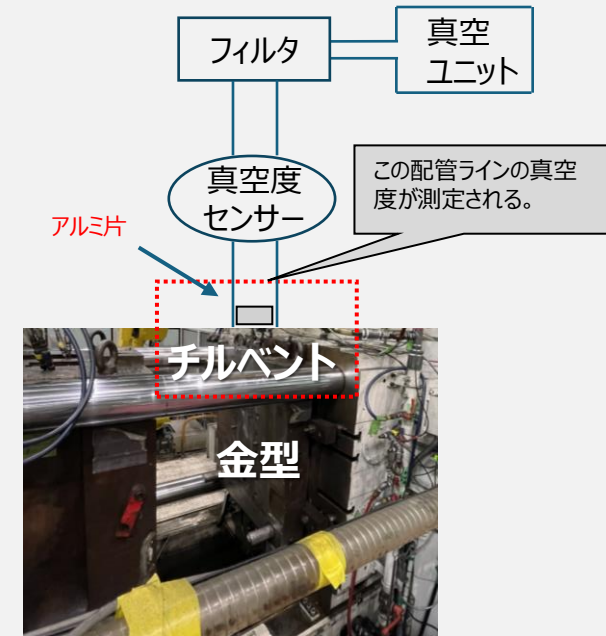 フィルタ
真空
ユニット
真空度
センサー
この配管ラインの真空
度が測定される。
アルミ片
チルベント
金型